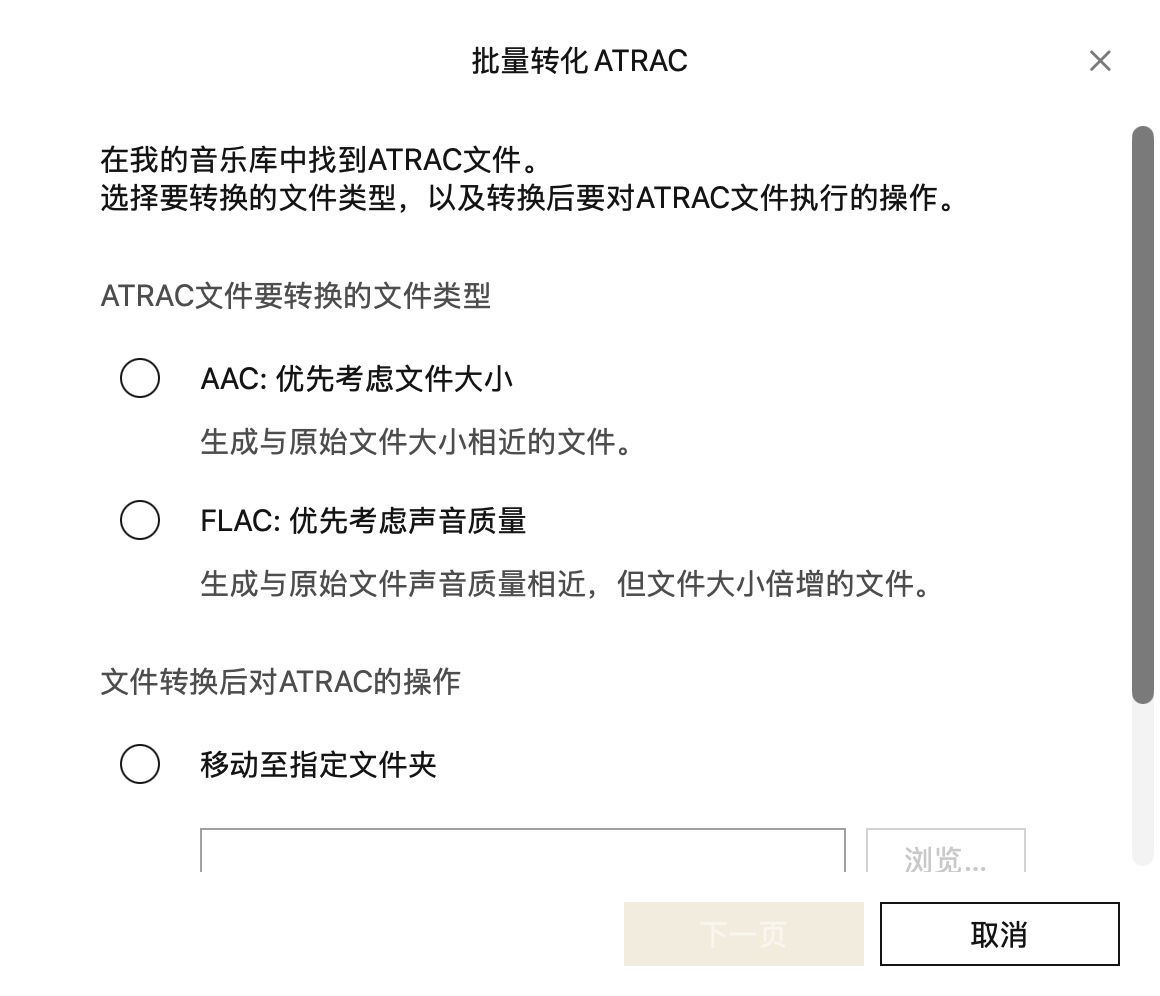 批量转化 ATRAC
在我的音乐库中找到ATRAC文件。
选择要转换的文件类型，以及转换后要对ATRAC文件执行的操作。
ATRAC文件要转换的文件类型
AAC: 优先考虑文件大小
生成与原始文件大小相近的文件。
FLAC: 优先考虑声音质量
生成与原始文件声音质量相近，但文件大小倍增的文件。
文件转换后对ATRAC的操作
移动至指定文件夹
浏览...
下一页
取消